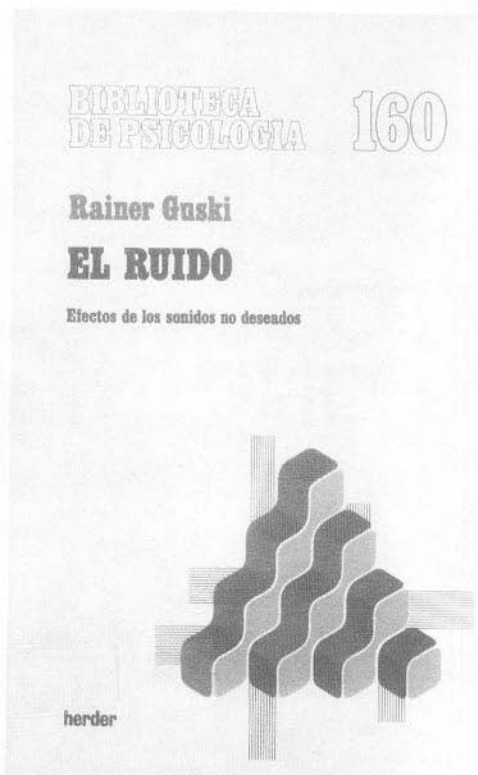 BIBLIOTECA
DE PSICOLOGIA
160
Rainer Guski
EL RUIDO
Efectos de los sonidos no deseados
herder